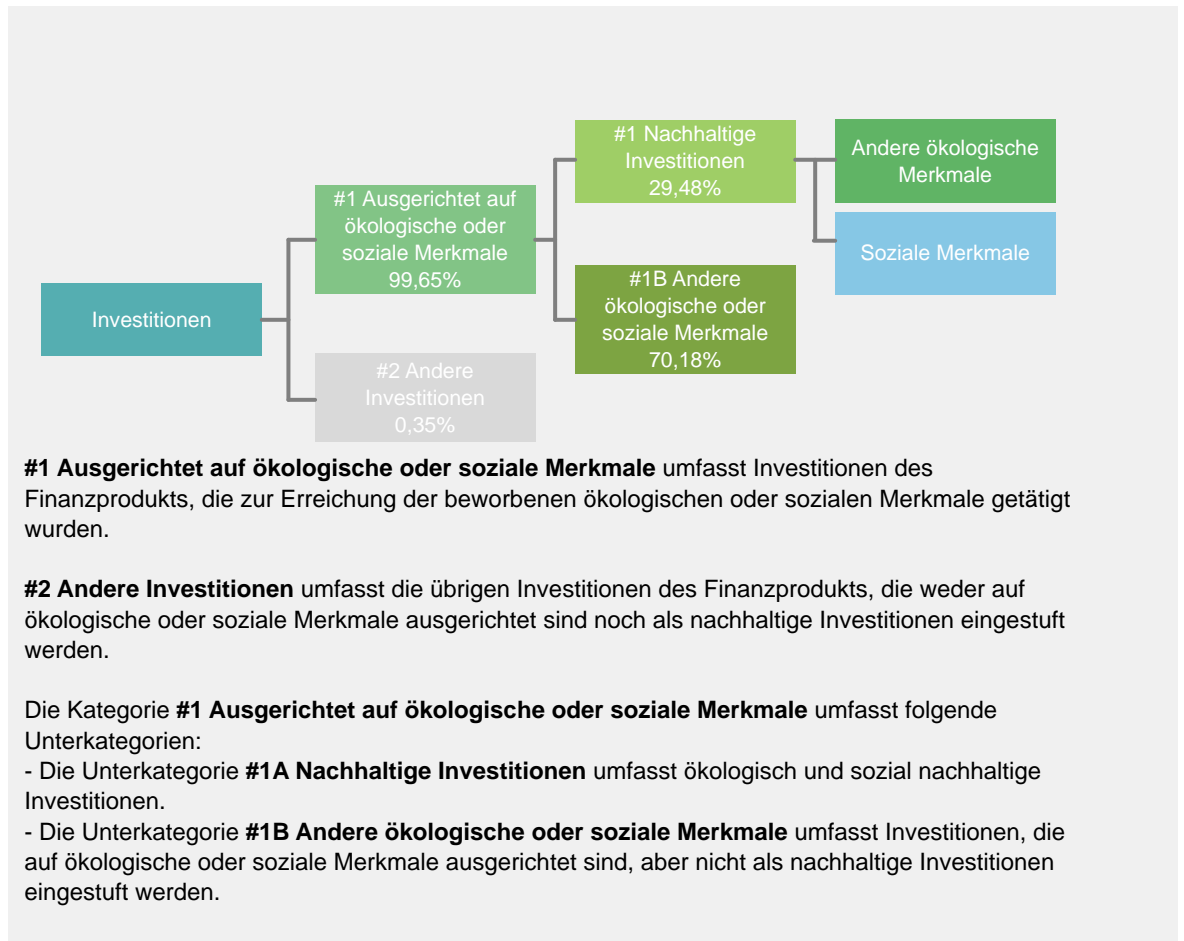 #1 Nachhaltige
Investitionen
29,48%
Andere ökologische
Merkmale
#1 Ausgerichtet auf
ökologische oder
soziale Merkmale
99,65%
Soziale Merkmale
#1B Andere
ökologische oder
soziale Merkmale
70,18%
Investitionen
#2 Andere
Investitionen
0,35%
#1 Ausgerichtet auf ökologische oder soziale Merkmale umfasst Investitionen des
Finanzprodukts, die zur Erreichung der beworbenen ökologischen oder sozialen Merkmale getätigt
wurden.
#2 Andere Investitionen umfasst die übrigen Investitionen des Finanzprodukts, die weder auf
ökologische oder soziale Merkmale ausgerichtet sind noch als nachhaltige Investitionen eingestuft
werden.
Die Kategorie #1 Ausgerichtet auf ökologische oder soziale Merkmale umfasst folgende
Unterkategorien:
- Die Unterkategorie #1A Nachhaltige Investitionen umfasst ökologisch und sozial nachhaltige
Investitionen.
- Die Unterkategorie #1B Andere ökologische oder soziale Merkmale umfasst Investitionen, die
auf ökologische oder soziale Merkmale ausgerichtet sind, aber nicht als nachhaltige Investitionen
eingestuft werden.